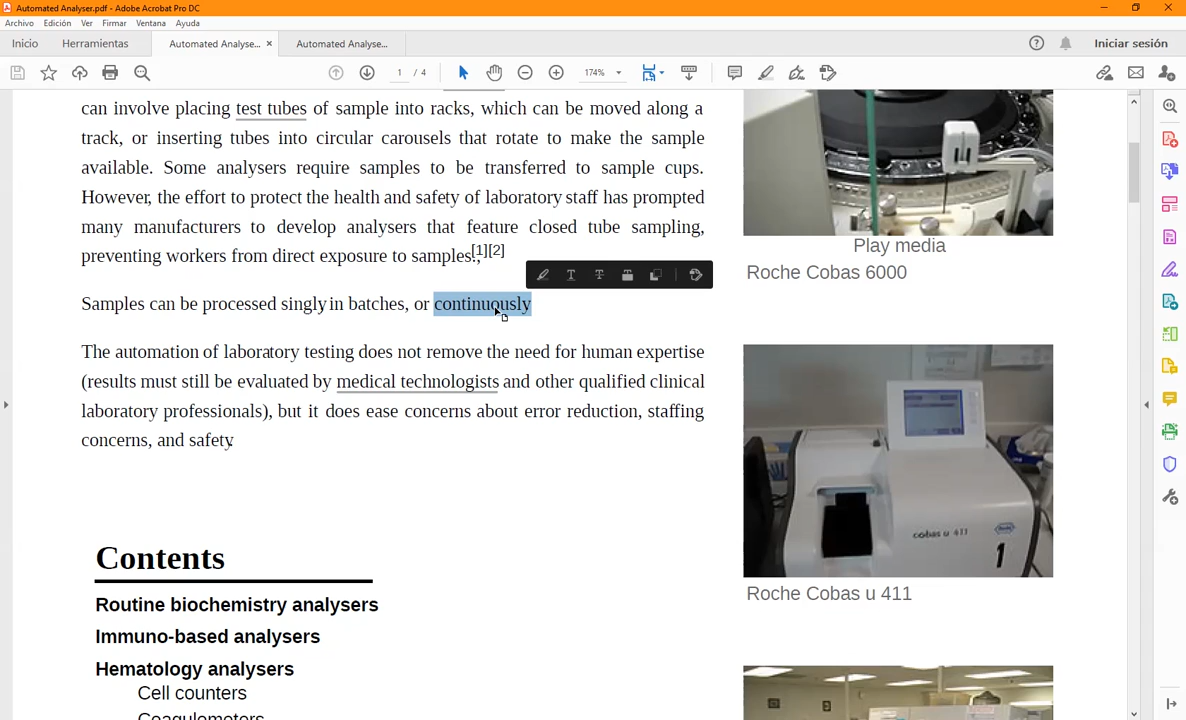 Automated Analyser.pdf - Adobe Acrobat Pro DC
Archivo Edición Ver Firmar Ventana Ayuda
Inicio Herramientas Automated Analyse... × Automated Analyse... Iniciar sesión
1 / 4 174%
can involve placing test tubes of sample into racks, which can be moved along a
track, or inserting tubes into circular carousels that rotate to make the sample
available. Some analysers require samples to be transferred to sample cups.
However, the effort to protect the health and safety of laboratory staff has prompted
many manufacturers to develop analysers that feature closed tube sampling,
preventing workers from direct exposure to samples.,[1][2]
Samples can be processed singly in batches, or continuously
The automation of laboratory testing does not remove the need for human expertise
(results must still be evaluated by medical technologists and other qualified clinical
laboratory professionals), but it does ease concerns about error reduction, staffing
concerns, and safety.
Contents
Routine biochemistry analysers
Immuno-based analysers
Hematology analysers
Cell counters
Coagulometers
Play media
Roche Cobas 6000
cobas u 411
Roche
1
Roche Cobas u 411